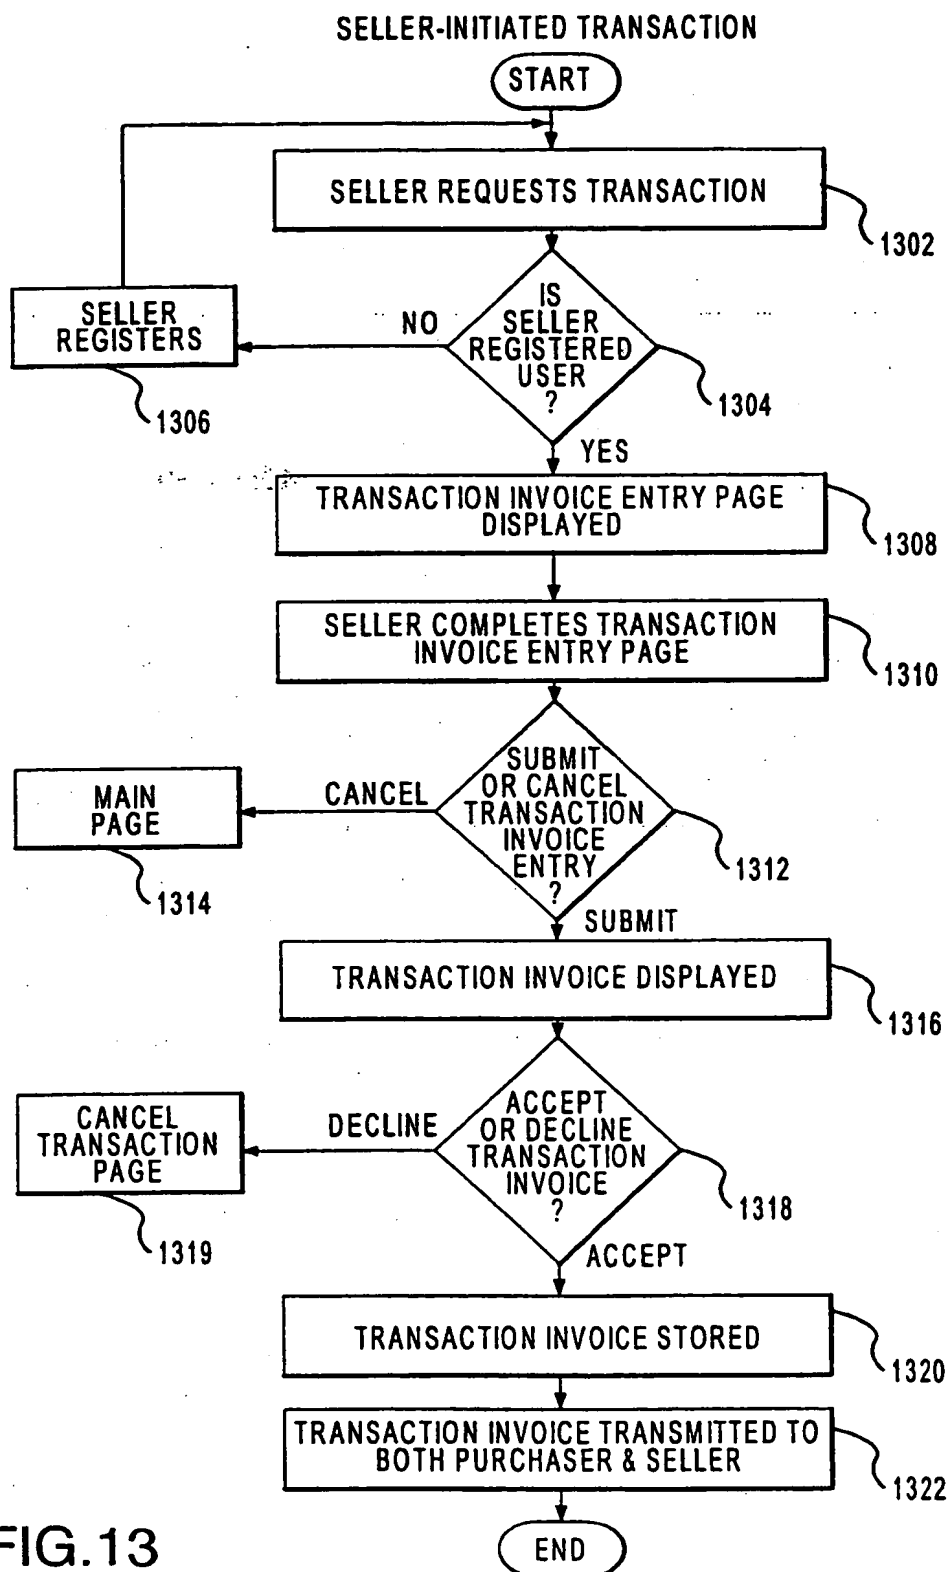 SELLER-INITIATED TRANSACTION
START
SELLER REQUESTS TRANSACTION
1302
IS
SELLER
REGISTERED
USER
?
1304
NO
SELLER
REGISTERS
1306
YES
TRANSACTION INVOICE ENTRY PAGE
DISPLAYED
1308
SELLER COMPLETES TRANSACTION
INVOICE ENTRY PAGE
1310
SUBMIT
OR CANCEL
TRANSACTION
INVOICE
ENTRY
?
1312
CANCEL
MAIN
PAGE
1314
SUBMIT
TRANSACTION INVOICE DISPLAYED
1316
ACCEPT
OR DECLINE
TRANSACTION
INVOICE
?
1318
DECLINE
CANCEL
TRANSACTION
PAGE
1319
ACCEPT
TRANSACTION INVOICE STORED
1320
TRANSACTION INVOICE TRANSMITTED TO
BOTH PURCHASER & SELLER
1322
END
FIG.13